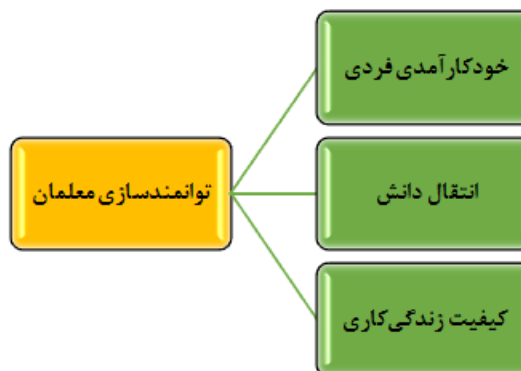 خودکارآمدی فردی
توانمندسازی معلمان
انتقال دانش
کیفیت زندگی کاری